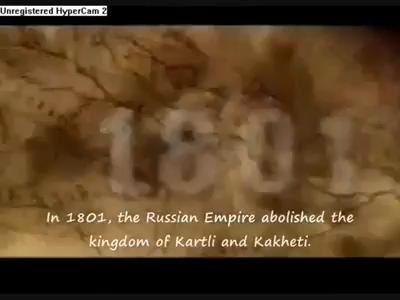 Unregistered HyperCam 2
1801
In 1801, the Russian Empire abolished the
kingdom of Kartli and Kakheti.